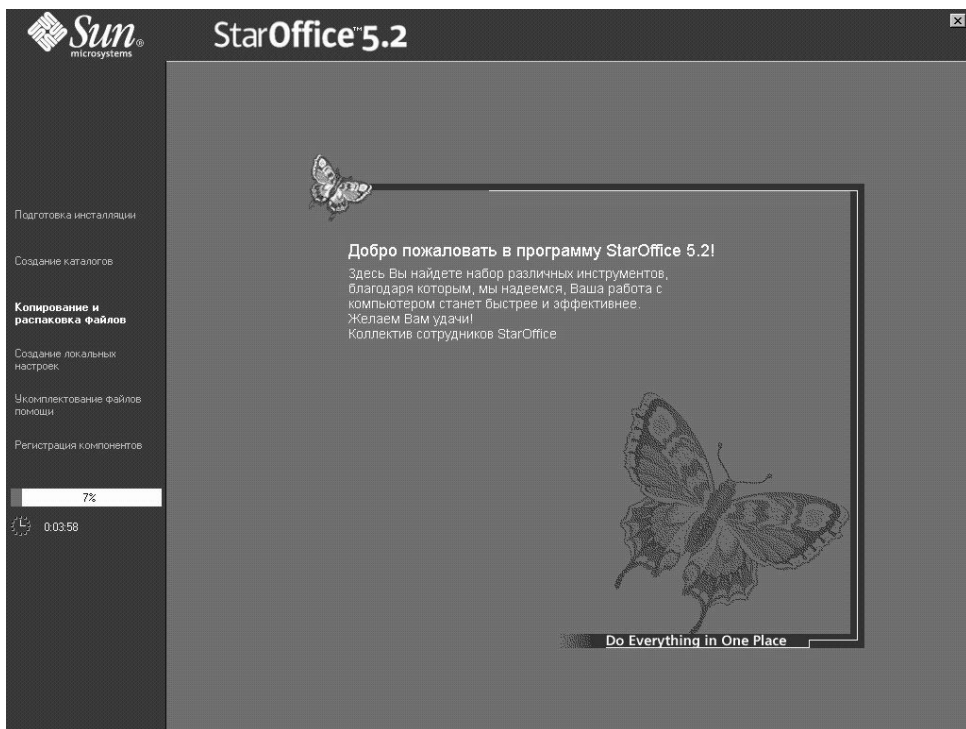 Sun®
microsystems
StarOffice™ 5.2
Подготовка инсталляции
Создание каталогов
Копирование и
распаковка файлов
Создание локальных
настроек
Укомплектование файлов
помощи
Регистрация компонентов
7%
0:03:58
Добро пожаловать в программу StarOffice 5.2!
Здесь Вы найдете набор различных инструментов,
благодаря которым, мы надеемся, Ваша работа с
компьютером станет быстрее и эффективнее.
Желаем Вам удачи!
Коллектив сотрудников StarOffice
Do Everything in One Place